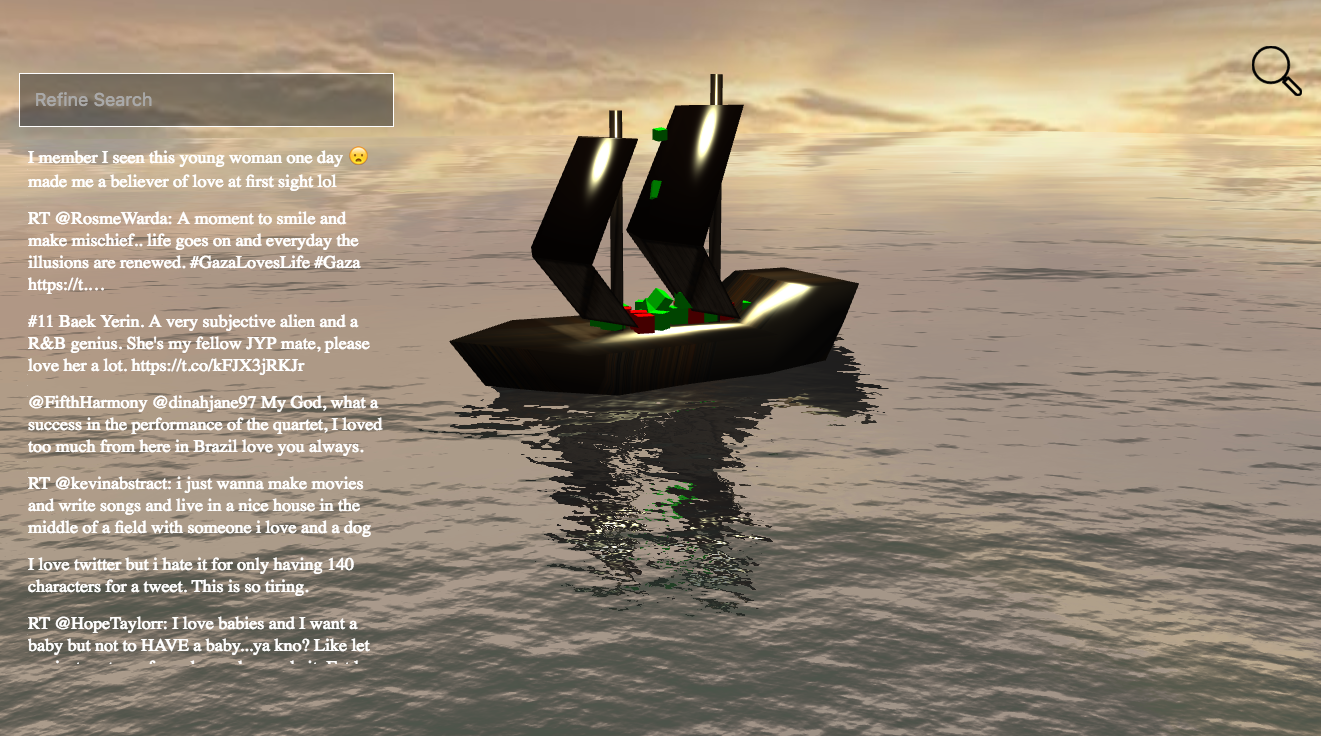 Refine Search
I member I seen this young woman one day 😦
made me a believer of love at first sight lol
RT @RosmeWarda: A moment to smile and
make mischief.. life goes on and everyday the
illusions are renewed. #GazaLovesLife #Gaza
https://t.…
#11 Baek Yerin. A very subjective alien and a
R&B genius. She's my fellow JYP mate, please
love her a lot. https://t.co/kFJX3jRKJr
@FifthHarmony @dinahjane97 My God, what a
success in the performance of the quartet, I loved
too much from here in Brazil love you always.
RT @kevinabstract: i just wanna make movies
and write songs and live in a nice house in the
middle of a field with someone i love and a dog
I love twitter but i hate it for only having 140
characters for a tweet. This is so tiring.
RT @HopeTaylorr: I love babies and I want a
baby but not to HAVE a baby...ya kno? Like let